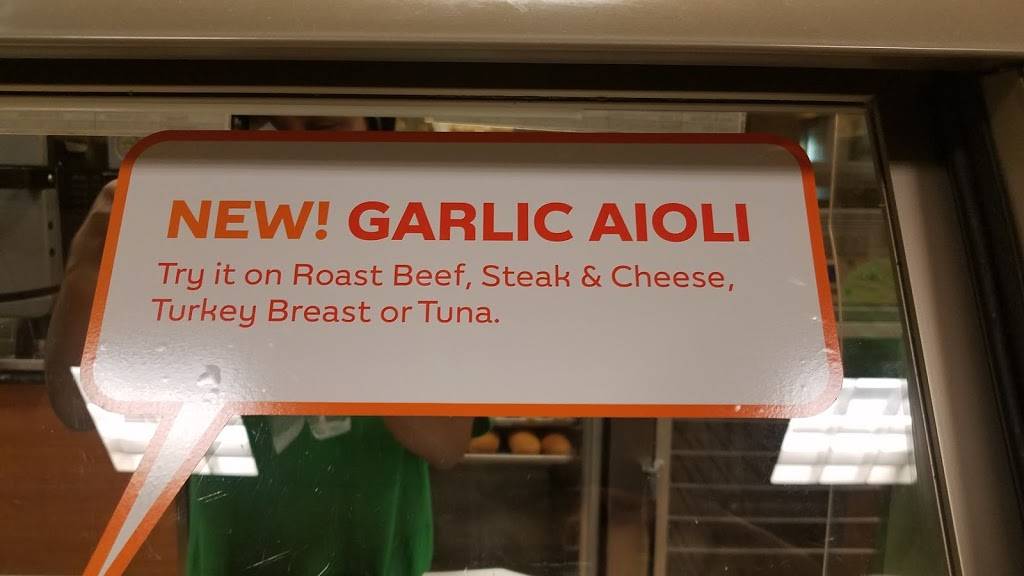 NEW! GARLIC AIOLI
Try it on Roast Beef, Steak & Cheese,
Turkey Breast or Tuna.